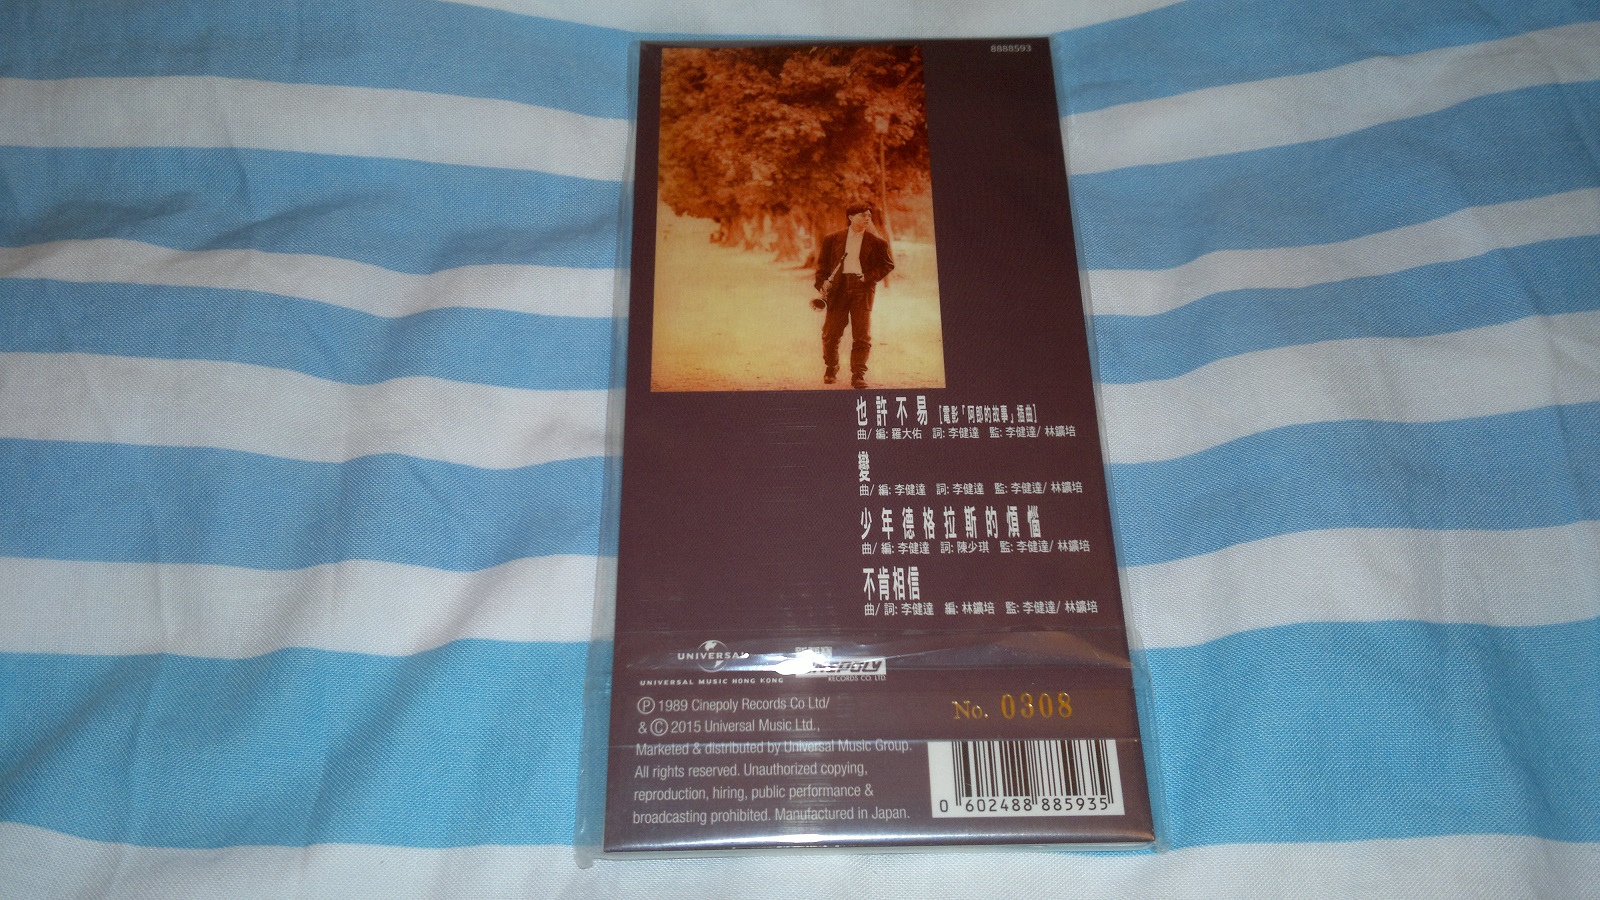 8888593
也許不易 [電影「阿郎的故事」插曲]
曲/ 編: 羅大佑 詞: 李健達 監: 李健達/ 林鑛培
變
曲/ 編: 李健達 詞: 李健達 監: 李健達/ 林鑛培
少年德格拉斯的煩惱
曲/ 編: 李健達 詞: 陳少琪 監: 李健達/ 林鑛培
不肯相信
曲/ 詞: 李健達 編: 林鑛培 監: 李健達/ 林鑛培
UNIVERSAL
UNIVERSAL MUSIC HONG KONG
RECORDS CO. LTD.
Ⓟ 1989 Cinepoly Records Co Ltd/
& Ⓒ 2015 Universal Music Ltd.,
Marketed & distributed by Universal Music Group.
All rights reserved. Unauthorized copying,
reproduction, hiring, public performance &
broadcasting prohibited. Manufactured in Japan.
No. 0308
0 602488 885935